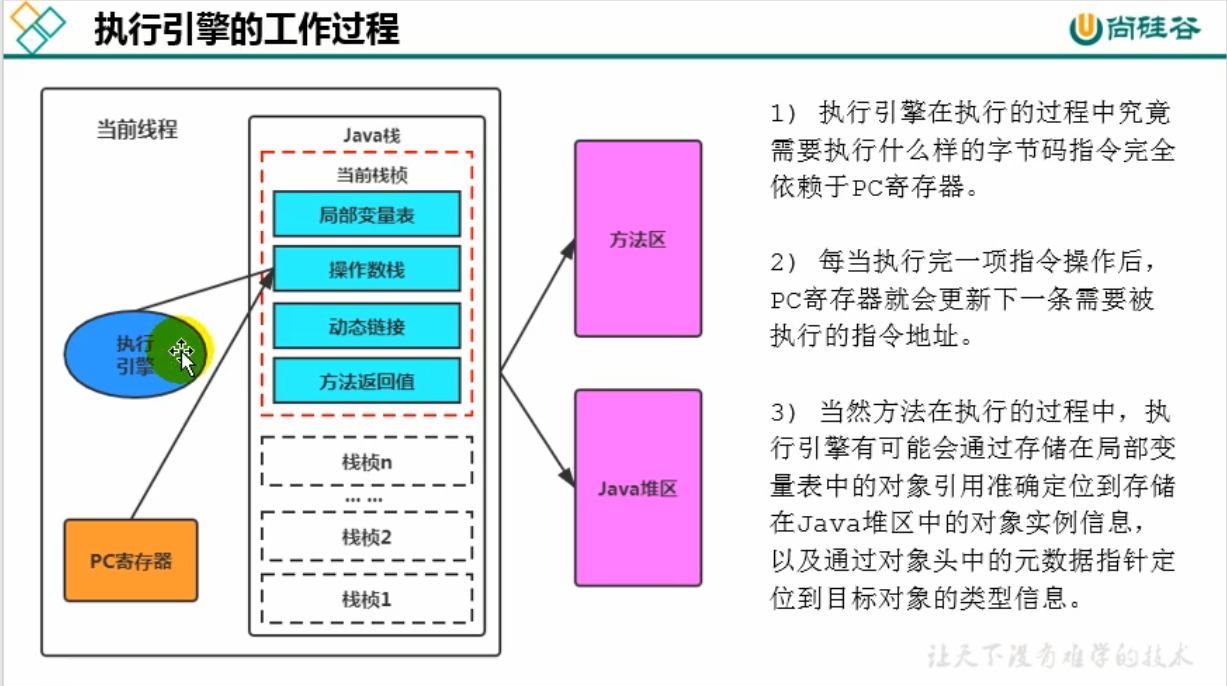 执行引擎的工作过程
尚硅谷
当前线程
Java栈
当前栈桢
局部变量表
操作数栈
动态链接
方法返回值
执行
引擎
PC寄存器
栈桢n
... ...
栈桢2
栈桢1
方法区
Java堆区
1) 执行引擎在执行的过程中究竟
需要执行什么样的字节码指令完全
依赖于PC寄存器。
2) 每当执行完一项指令操作后，
PC寄存器就会更新下一条需要被
执行的指令地址。
3) 当然方法在执行的过程中，执
行引擎有可能会通过存储在局部变
量表中的对象引用准确定位到存储
在Java堆区中的对象实例信息，
以及通过对象头中的元数据指针定
位到目标对象的类型信息。
让天下没有难学的技术